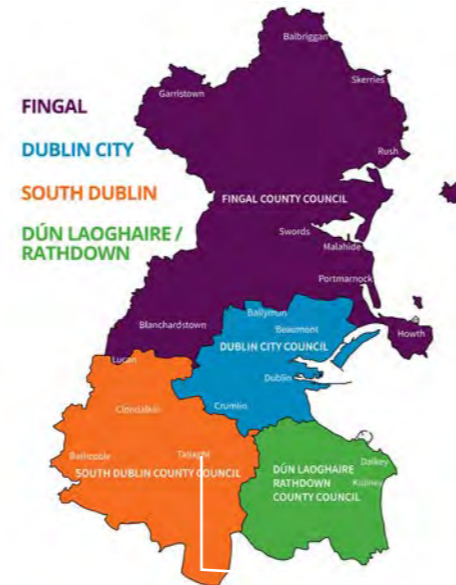 Balbriggan
Skerries
Garristown
FINGAL
Rush
DUBLIN CITY
SOUTH DUBLIN
FINGAL COUNTY COUNCIL
DÚN LAOGHAIRE /
RATHDOWN
Swords
Malahide
Portmarnock
Ballymun
Blanchardstown
Beaumont
Howth
DUBLIN CITY COUNCIL
Lucan
Dublin
Clondalkin
Crumlin
Tallaght
SOUTH DUBLIN COUNTY COUNCIL
DÚN LAOGHAIRE
RATHDOWN
COUNTY COUNCIL
Dalkey
Killiney